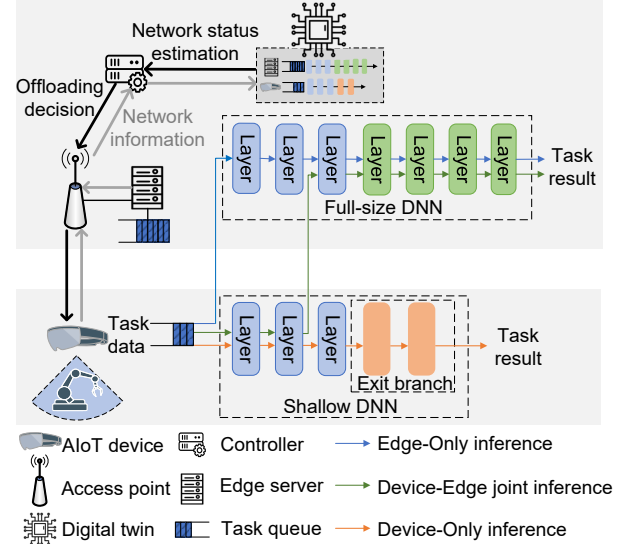 Network status
estimation
Offloading
decision
Network
information
Layer
Layer
Layer
Layer
Layer
Layer
Layer
Task
result
Full-size DNN
Task
data
Layer
Layer
Layer
Exit branch
Task
result
Shallow DNN
AIoT device
Controller
Edge-Only inference
Access point
Edge server
Device-Edge joint inference
Digital twin
Task queue
Device-Only inference